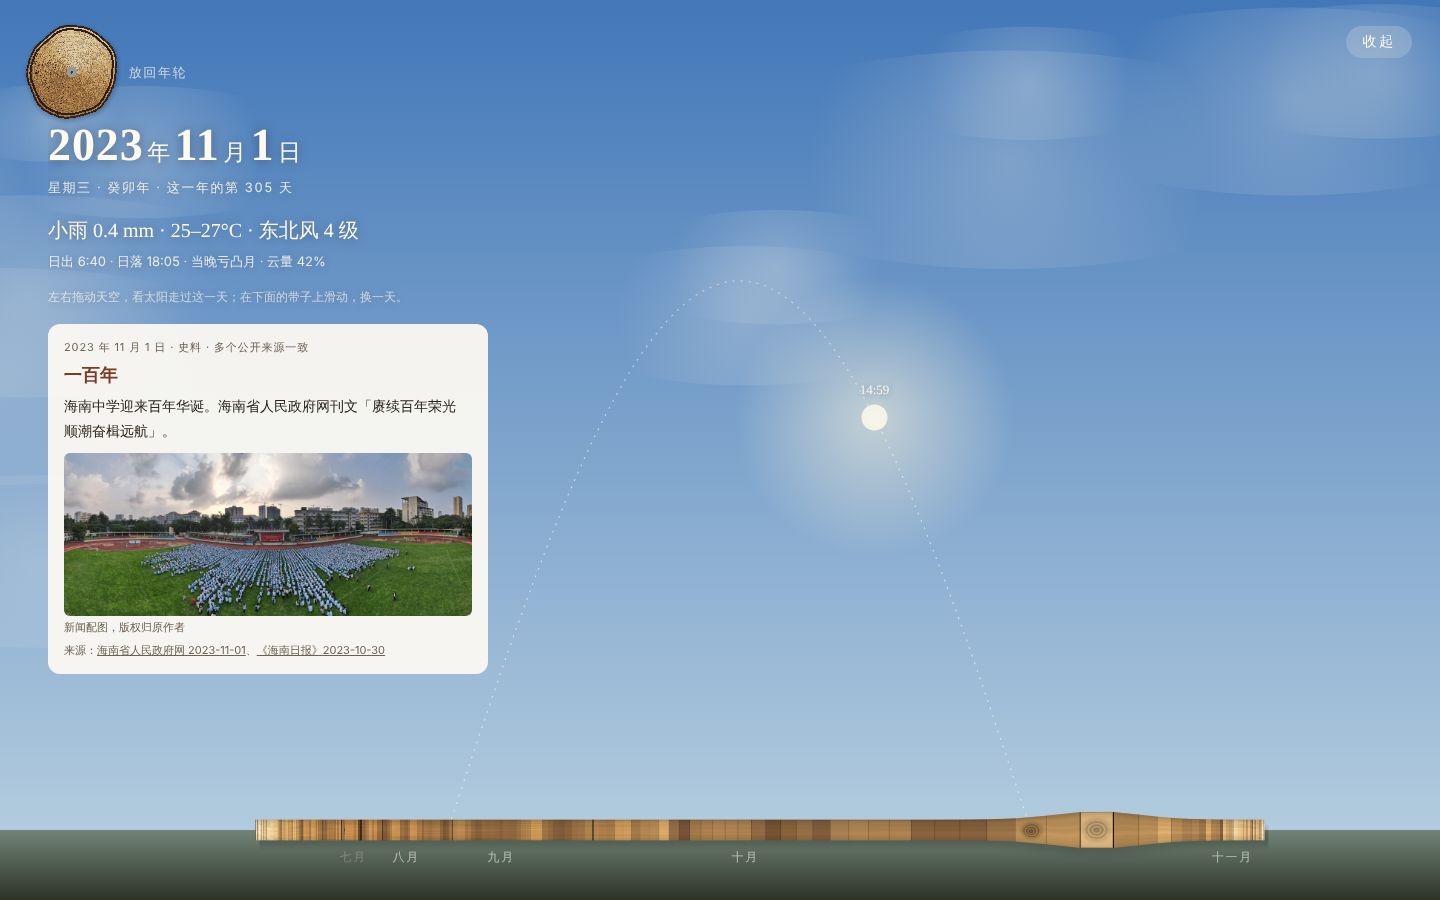 放回年轮
收起
2023年11月1日
星期三 · 癸卯年 · 这一年的第 305 天
小雨 0.4 mm · 25–27°C · 东北风 4 级
日出 6:40 · 日落 18:05 · 当晚亏凸月 · 云量 42%
左右拖动天空，看太阳走过这一天；在下面的带子上滑动，换一天。
2023 年 11 月 1 日 · 史料 · 多个公开来源一致
一百年
海南中学迎来百年华诞。海南省人民政府网刊文「赓续百年荣光
顺潮奋楫远航」。
新闻配图，版权归原作者
来源：海南省人民政府网 2023-11-01、《海南日报》2023-10-30
14:59
七月 八月 九月 十月 十一月